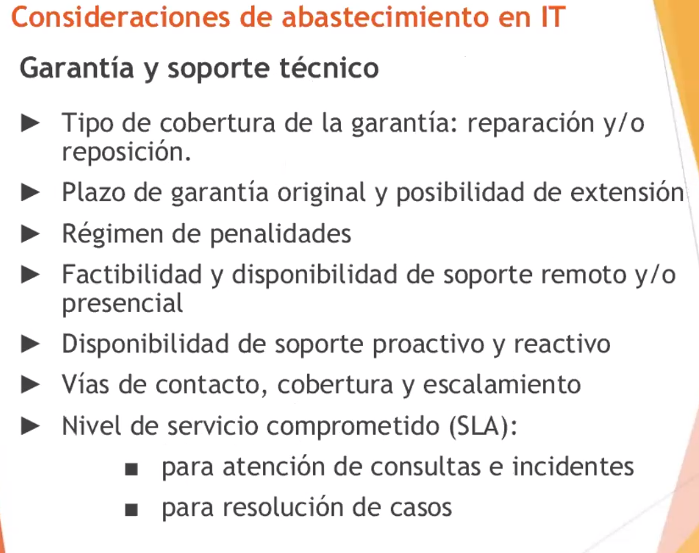 Consideraciones de abastecimiento en IT
Garantía y soporte técnico
► Tipo de cobertura de la garantía: reparación y/o
reposición.
► Plazo de garantía original y posibilidad de extensión
► Régimen de penalidades
► Factibilidad y disponibilidad de soporte remoto y/o
presencial
► Disponibilidad de soporte proactivo y reactivo
► Vías de contacto, cobertura y escalamiento
► Nivel de servicio comprometido (SLA):
■ para atención de consultas e incidentes
■ para resolución de casos